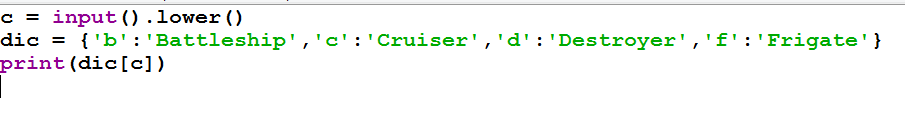 c = input().lower()
dic = {'b':'Battleship','c':'Cruiser','d':'Destroyer','f':'Frigate'}
print(dic[c])